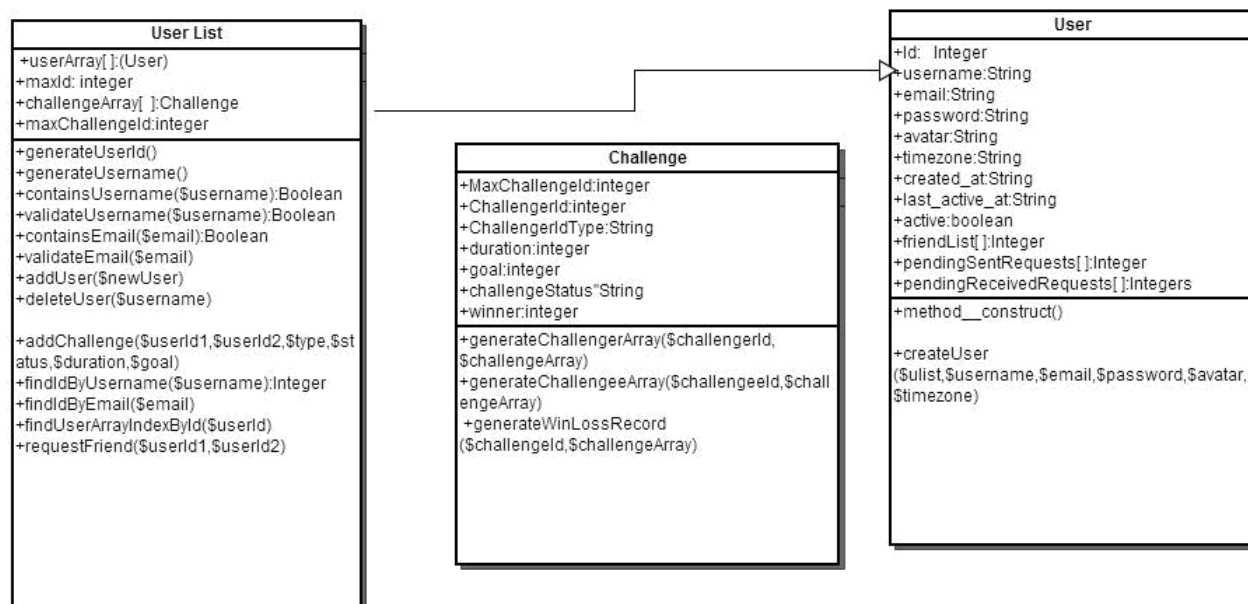 User List
+userArray[ ]:(User)
+maxId: integer
+challengeArray[ ]:Challenge
+maxChallengeId:integer
+generateUserId()
+generateUsername()
+containsUsername($username):Boolean
+validateUsername($username):Boolean
+containsEmail($email):Boolean
+validateEmail($email)
+addUser($newUser)
+deleteUser($username)
+addChallenge($userId1,$userId2,$type,$st
atus,$duration,$goal)
+findIdByUsername($username):Integer
+findIdByEmail($email)
+findUserArrayIndexById($userId)
+requestFriend($userId1,$userId2)
Challenge
+MaxChallengeId:integer
+ChallengerId:integer
+ChallengerIdType:String
+duration:integer
+goal:integer
+challengeStatus"String
+winner:integer
+generateChallengerArray($challengerId,
$challengeArray)
+generateChallengeeArray($challengeeId,$chall
engeArray)
+generateWinLossRecord
($challengeId,$challengeArray)
User
+Id: Integer
+username:String
+email:String
+password:String
+avatar:String
+timezone:String
+created_at:String
+last_active_at:String
+active:boolean
+friendList[ ]:Integer
+pendingSentRequests[ ]:Integer
+pendingReceivedRequests[ ]:Integers
+method__construct()
+createUser
($ulist,$username,$email,$password,$avatar,
$timezone)